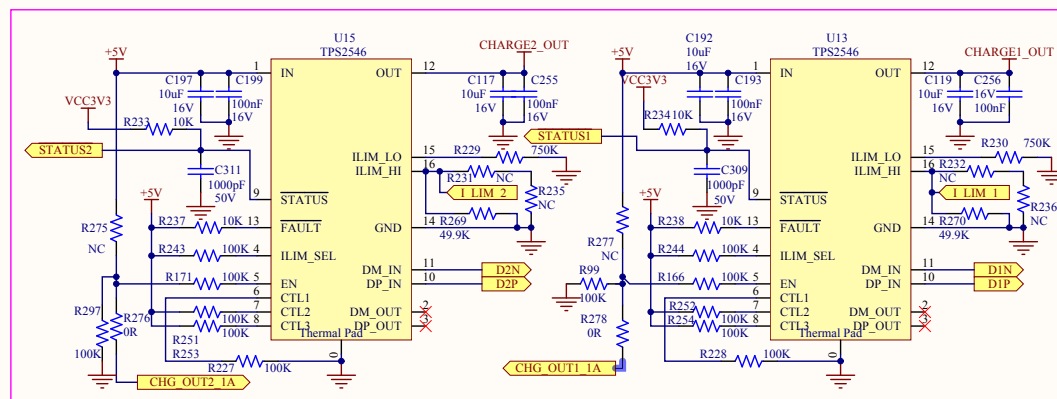 U15
TPS2546
+5V
C197
10uF
16V
C199
100nF
16V
1
IN
OUT
12
CHARGE2_OUT
C117
10uF
16V
C255
100nF
16V
VCC3V3
R233
10K
STATUS2
C311
1000pF
50V
9
STATUS
ILIM_LO
15
R229
750K
ILIM_HI
16
R231
NC
I_LIM_2
R235
NC
R269
49.9K
GND
14
+5V
R275
NC
R237
10K
13
FAULT
R243
100K
4
ILIM_SEL
R171
100K
5
EN
6
CTL1
7
CTL2
8
CTL3
DM_IN
11
D2N
DP_IN
10
D2P
DM_OUT
2
DP_OUT
3
Thermal Pad
0
R297
100K
R276
0R
100K
100K
R251
R253
R227
100K
CHG_OUT2_1A
U13
TPS2546
+5V
C192
10uF
16V
C193
100nF
16V
1
IN
OUT
12
CHARGE1_OUT
C119
10uF
16V
C256
100nF
16V
VCC3V3
R234
10K
STATUS1
C309
1000pF
50V
9
STATUS
ILIM_LO
15
R230
750K
ILIM_HI
16
R232
NC
I_LIM_1
R236
NC
R270
49.9K
GND
14
+5V
R277
NC
R238
10K
13
FAULT
R244
100K
4
ILIM_SEL
R99
100K
R166
100K
5
EN
6
CTL1
7
CTL2
8
CTL3
DM_IN
11
D1N
DP_IN
10
D1P
DM_OUT
2
DP_OUT
3
Thermal Pad
0
R278
0R
R252
100K
R254
100K
R228
100K
CHG_OUT1_1A